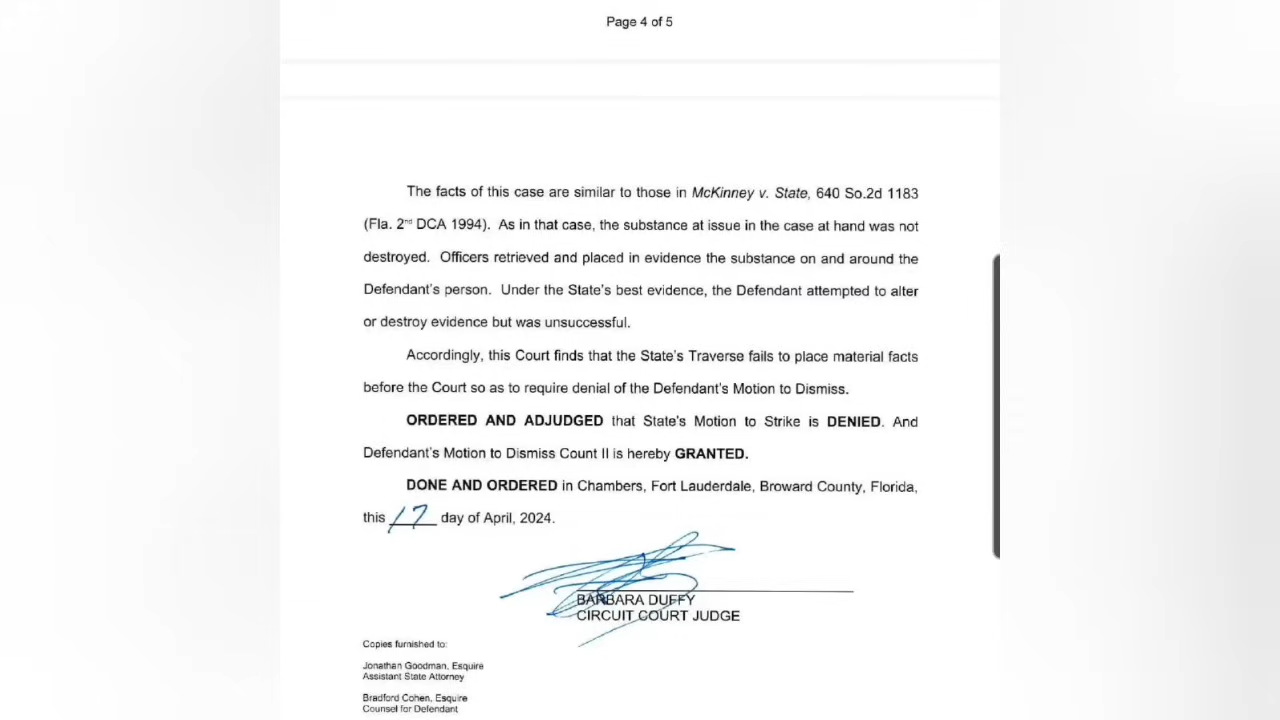 Page 4 of 5
The facts of this case are similar to those in McKinney v. State, 640 So.2d 1183
(Fla. 2nd DCA 1994). As in that case, the substance at issue in the case at hand was not
destroyed. Officers retrieved and placed in evidence the substance on and around the
Defendant's person. Under the State's best evidence, the Defendant attempted to alter
or destroy evidence but was unsuccessful.
Accordingly, this Court finds that the State's Traverse fails to place material facts
before the Court so as to require denial of the Defendant's Motion to Dismiss.
ORDERED AND ADJUDGED that State's Motion to Strike is DENIED. And
Defendant's Motion to Dismiss Count II is hereby GRANTED.
DONE AND ORDERED in Chambers, Fort Lauderdale, Broward County, Florida,
this 17 day of April, 2024.
BARBARA DUFFY
CIRCUIT COURT JUDGE
Copies furnished to:
Jonathan Goodman, Esquire
Assistant State Attorney
Bradford Cohen, Esquire
Counsel for Defendant